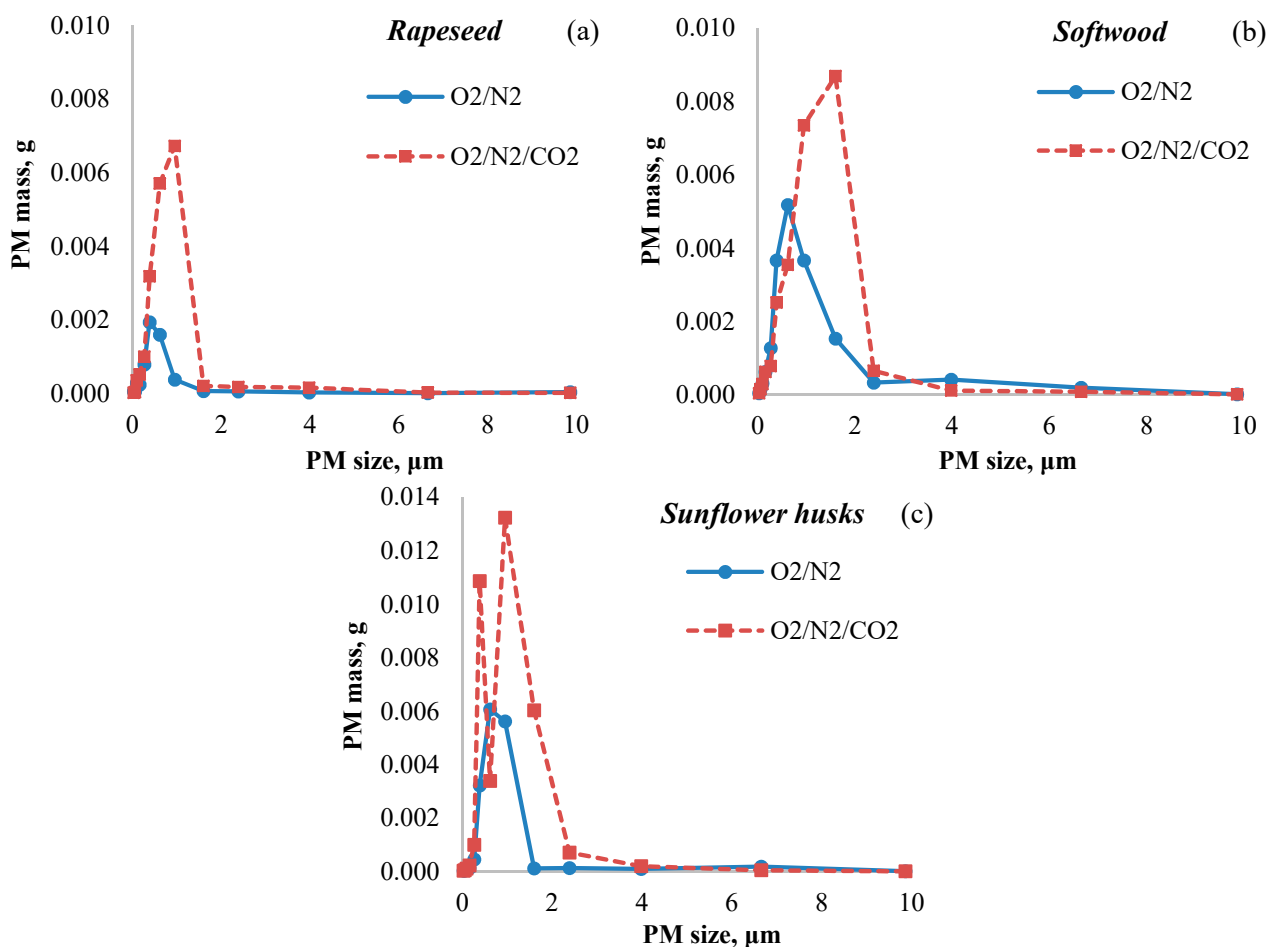 Rapeseed (a)
O2/N2
O2/N2/CO2
PM mass, g
0.010
0.008
0.006
0.004
0.002
0.000
0 2 4 6 8 10
PM size, µm
Softwood (b)
O2/N2
O2/N2/CO2
PM mass, g
0.010
0.008
0.006
0.004
0.002
0.000
0 2 4 6 8 10
PM size, µm
Sunflower husks (c)
O2/N2
O2/N2/CO2
PM mass, g
0.014
0.012
0.010
0.008
0.006
0.004
0.002
0.000
0 2 4 6 8 10
PM size, µm